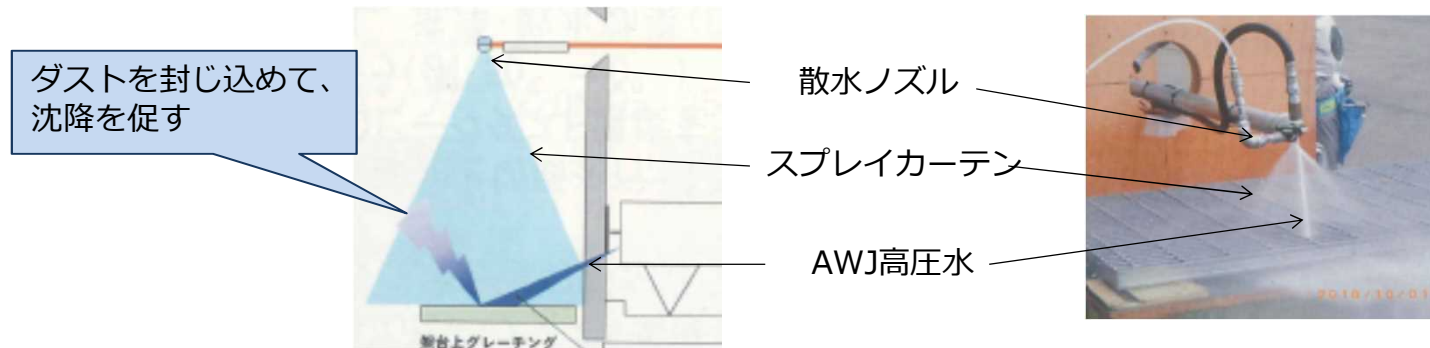 ダストを封じ込めて、
沈降を促す
散水ノズル
スプレイカーテン
AWJ高圧水
架台上グレーチング
2018/10/01